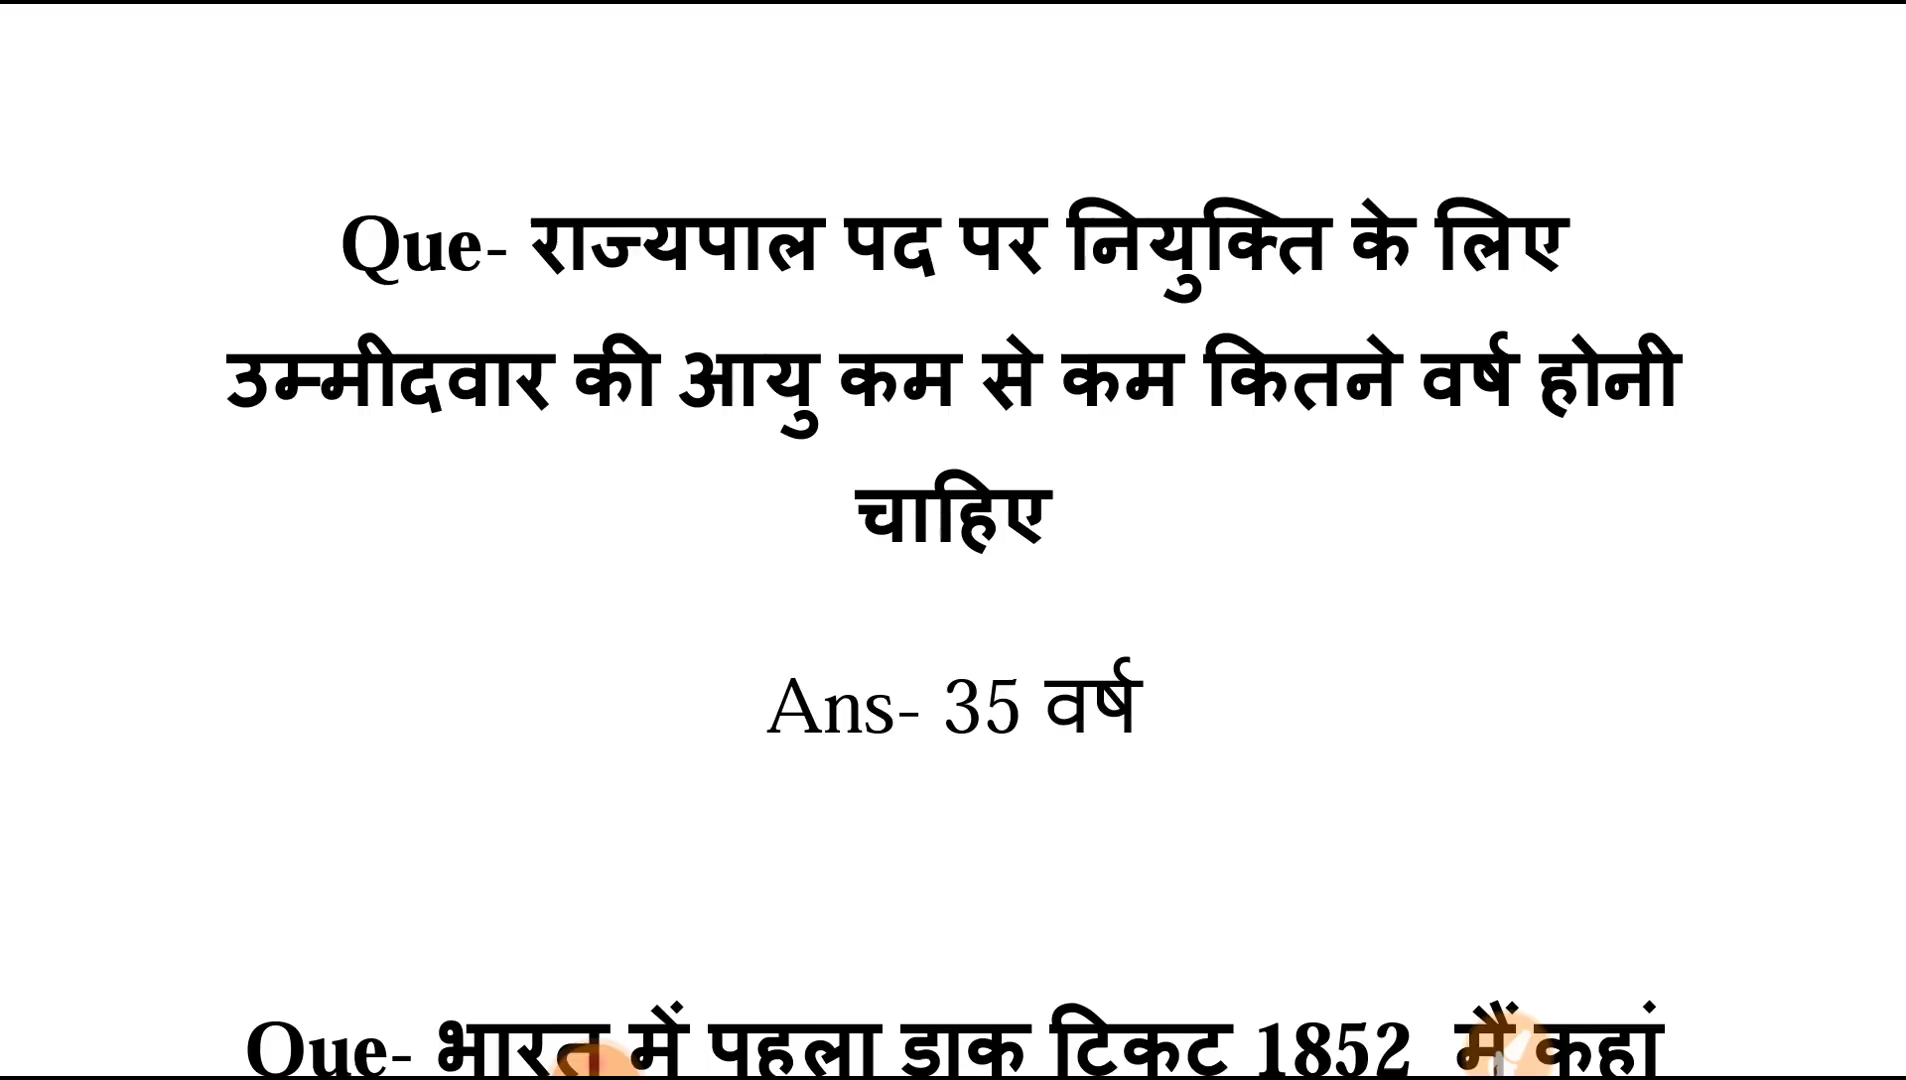 Que- राज्यपाल पद पर नियुक्ति के लिए
उम्मीदवार की आयु कम से कम कितने वर्ष होनी
चाहिए
Ans- 35 वर्ष
Que- भारत में पहला डाक टिकट 1852 मैं कहां